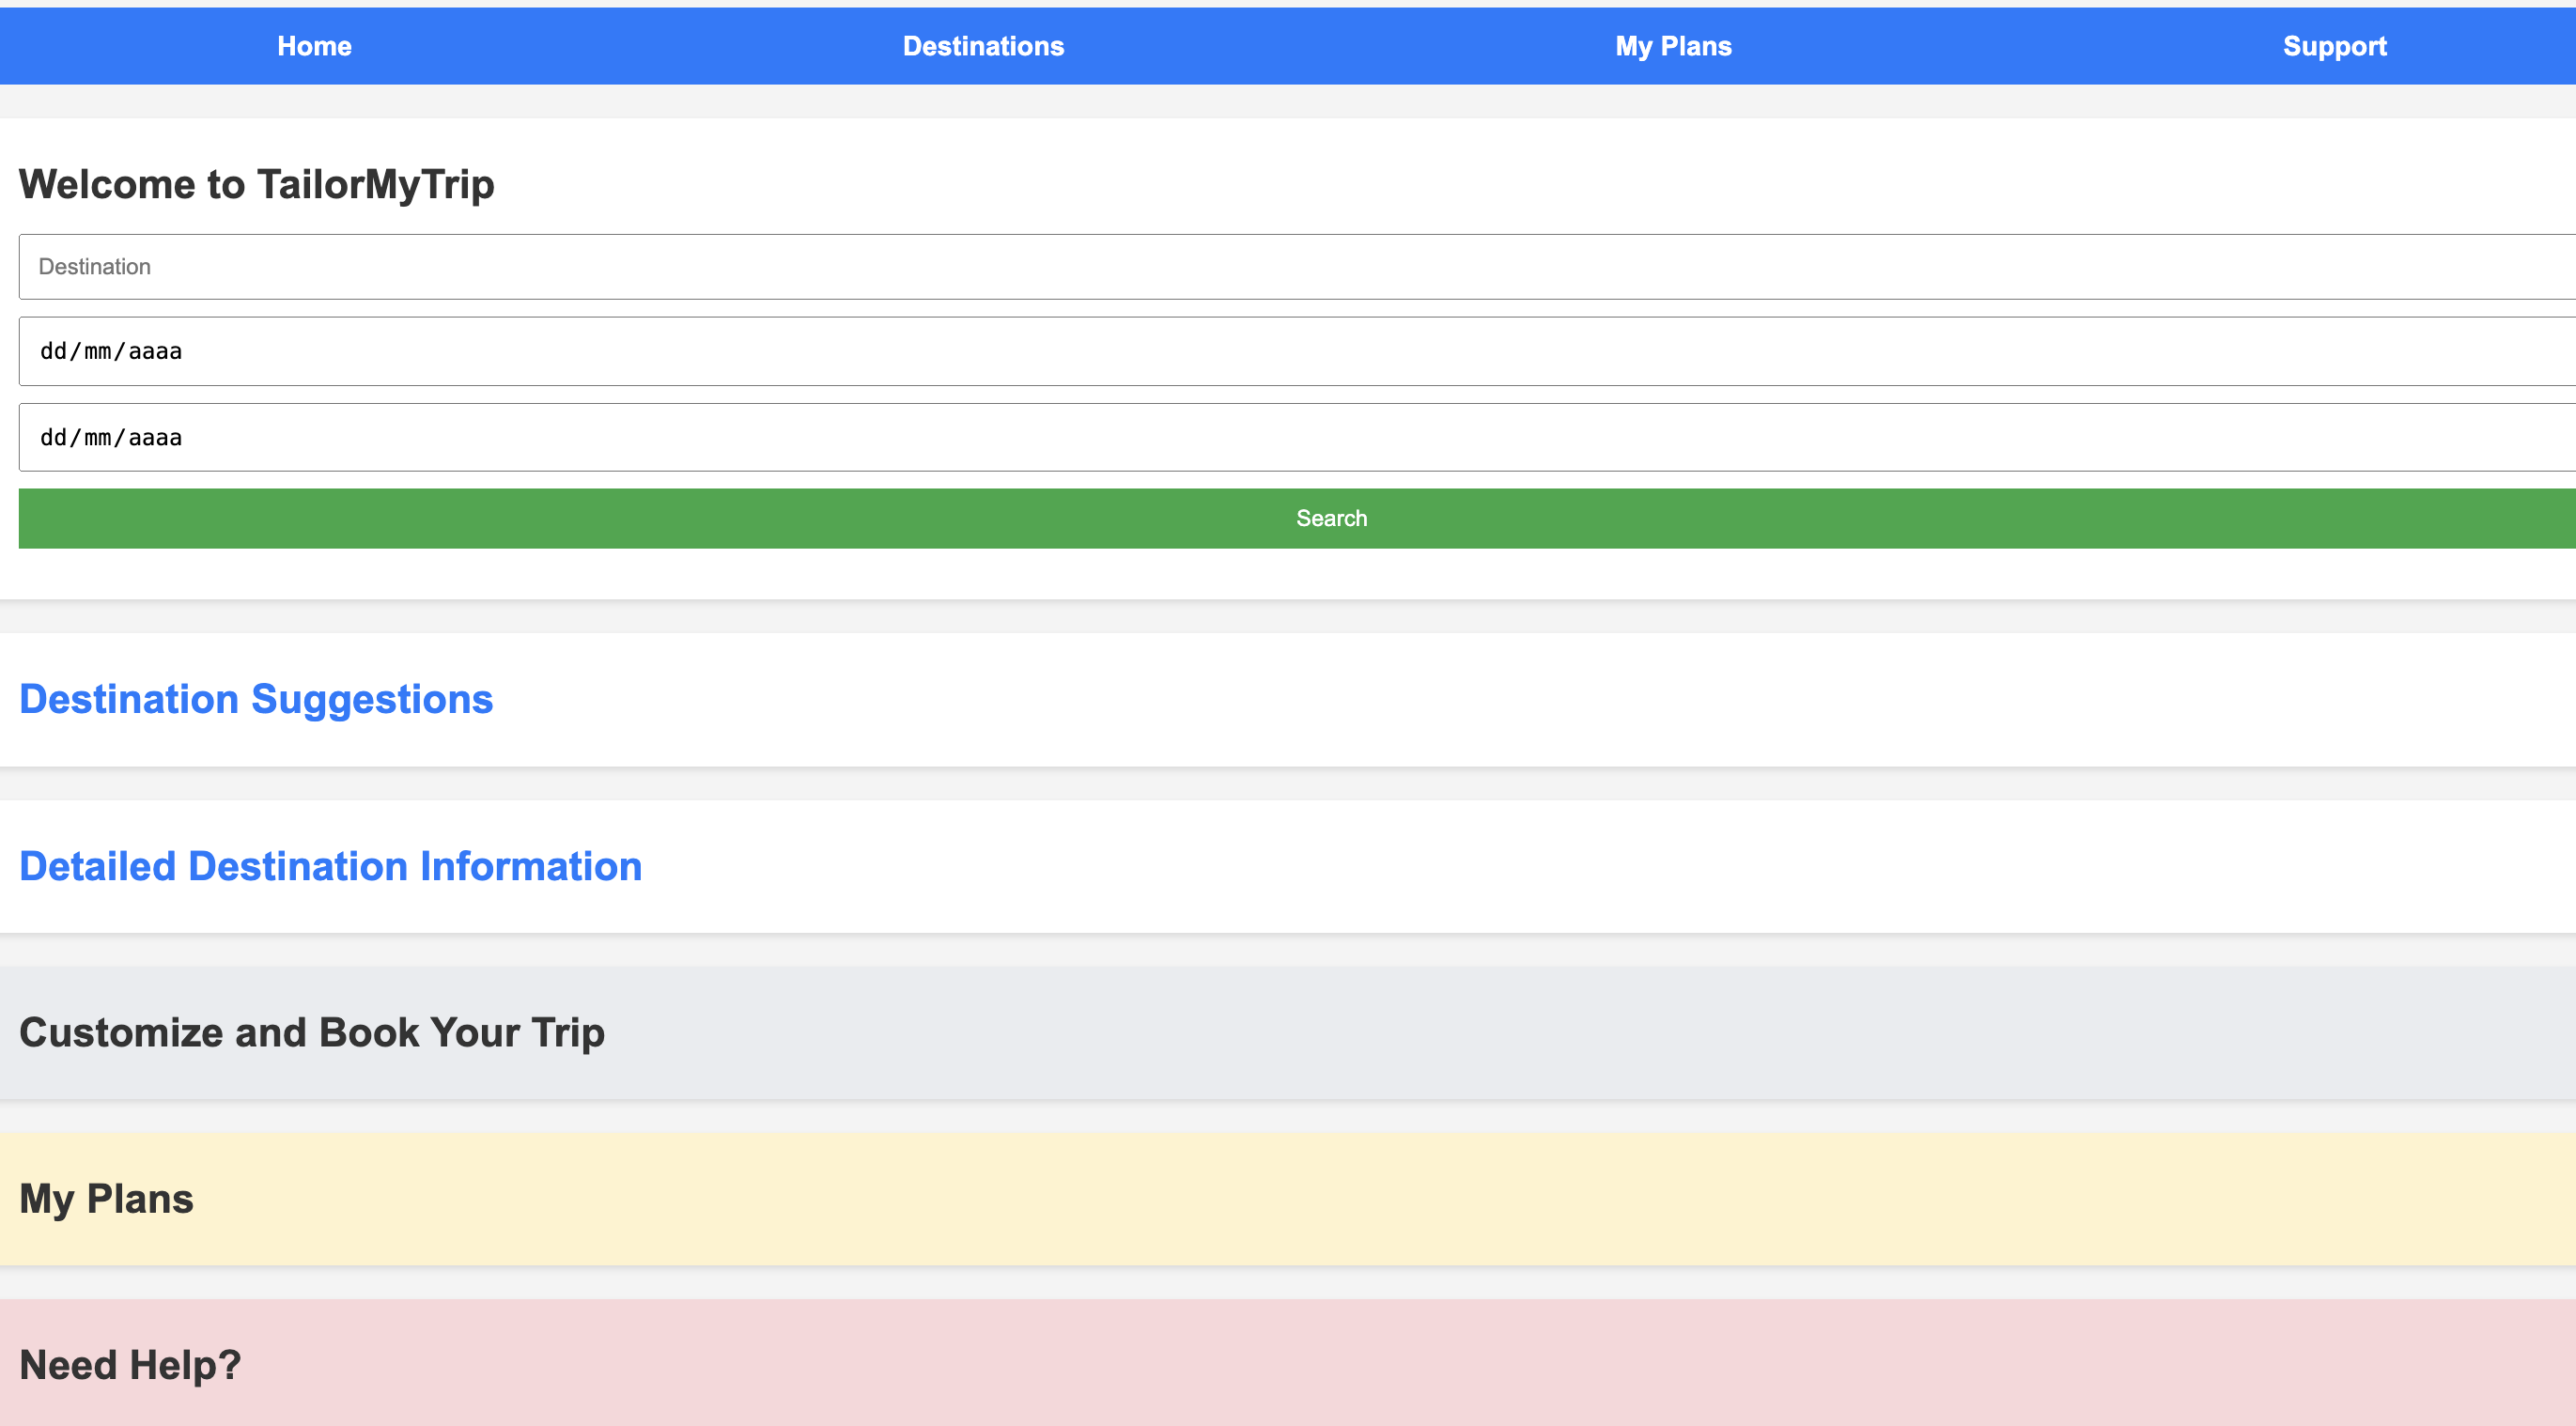 Home Destinations My Plans Support
Welcome to TailorMyTrip
Destination
dd/mm/aaaa
dd/mm/aaaa
Search
Destination Suggestions
Detailed Destination Information
Customize and Book Your Trip
My Plans
Need Help?